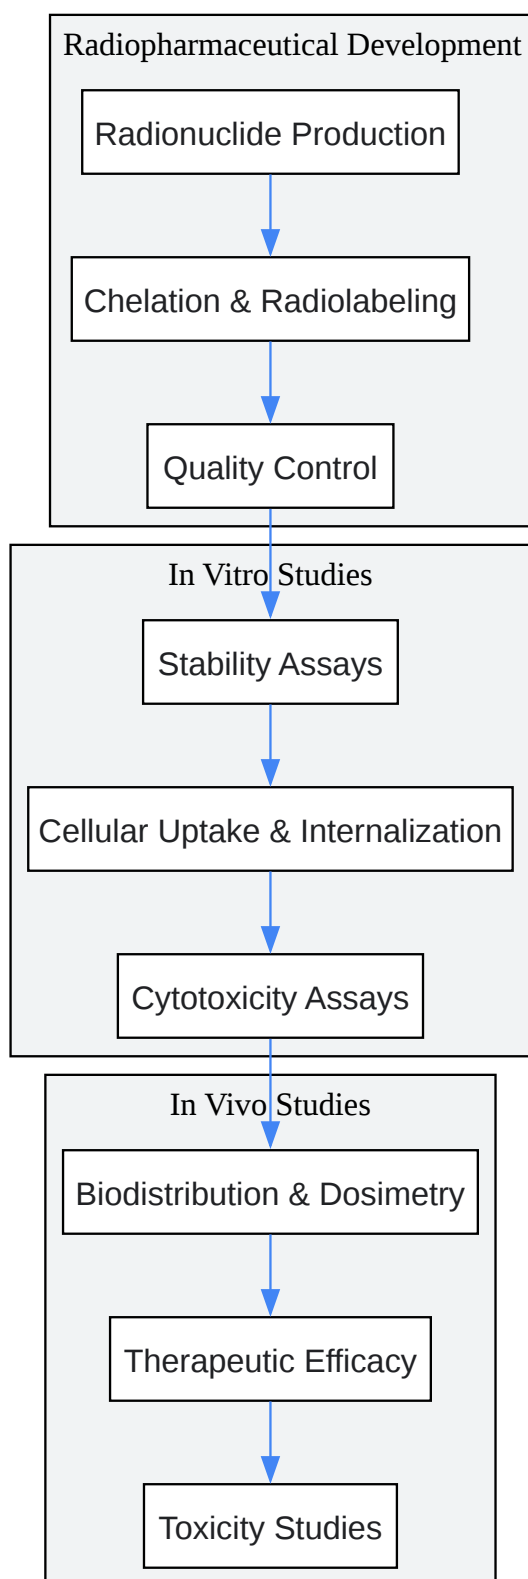 Radiopharmaceutical Development
Radionuclide Production
Chelation & Radiolabeling
Quality Control
In Vitro Studies
Stability Assays
Cellular Uptake & Internalization
Cytotoxicity Assays
In Vivo Studies
Biodistribution & Dosimetry
Therapeutic Efficacy
Toxicity Studies